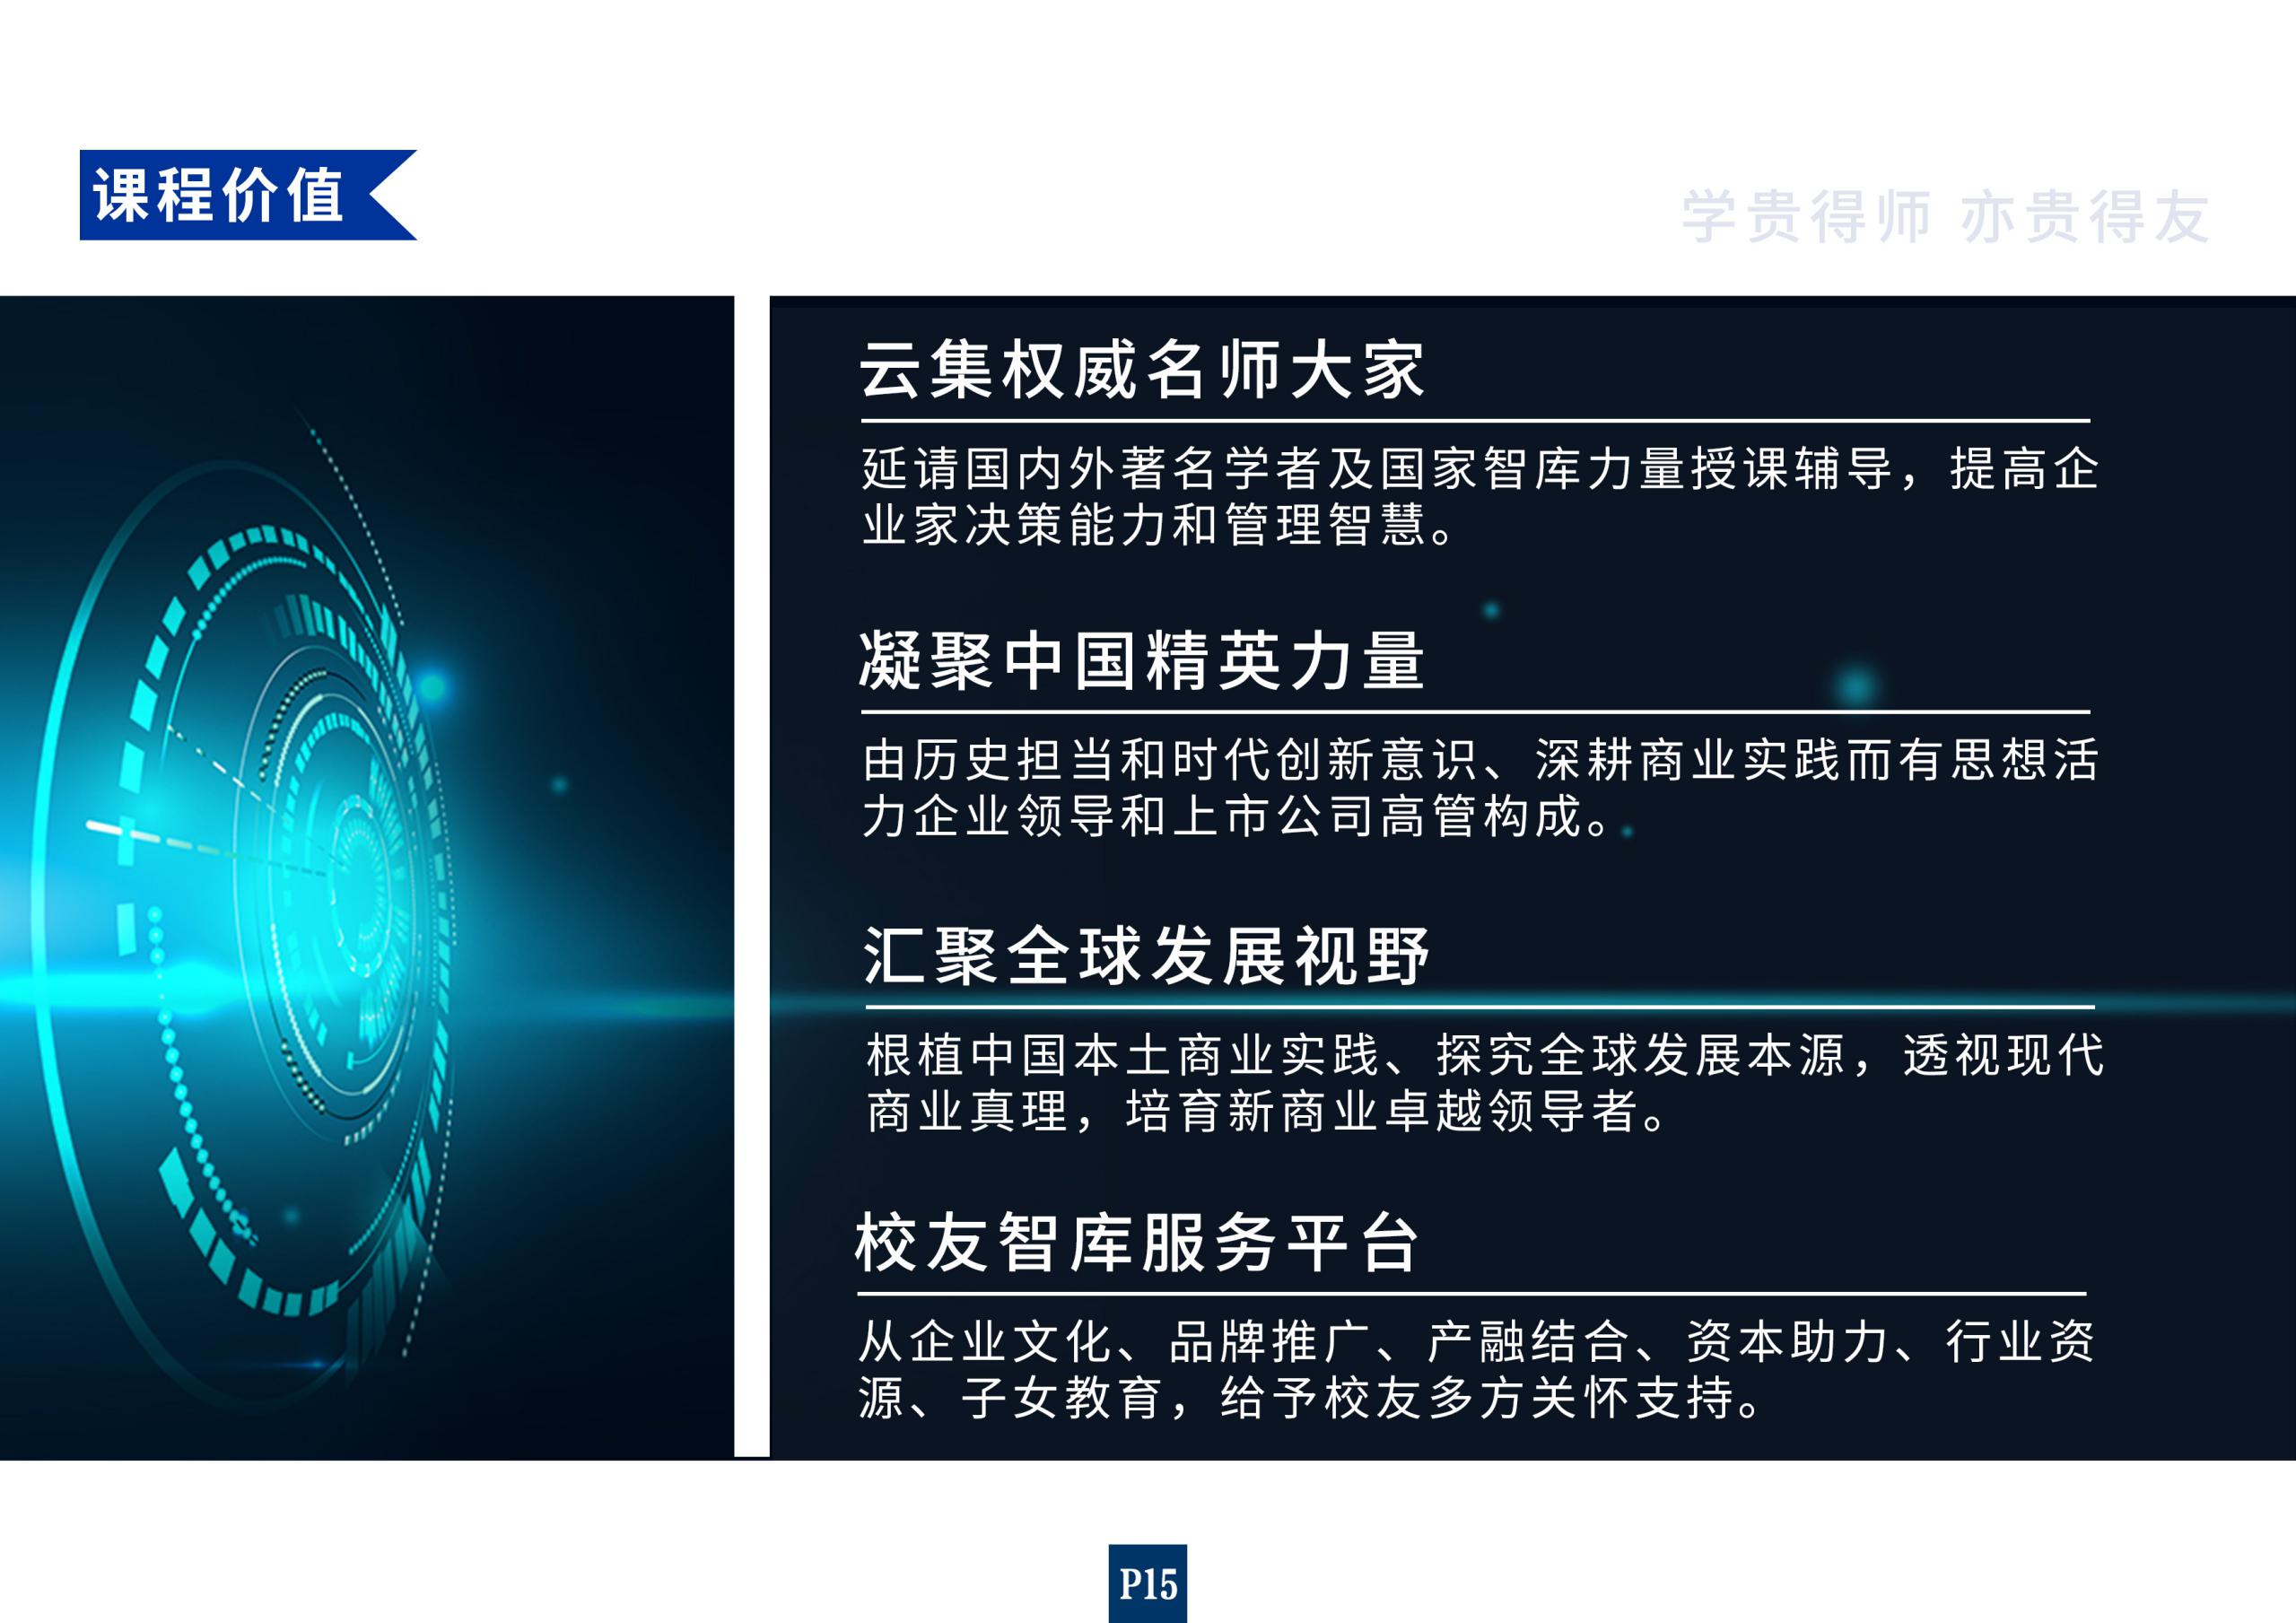 课程价值
学贵得师 亦贵得友
云集权威名师大家
延请国内外著名学者及国家智库力量授课辅导，提高企
业家决策能力和管理智慧。
凝聚中国精英力量
由历史担当和时代创新意识、深耕商业实践而有思想活
力企业领导和上市公司高管构成。
汇聚全球发展视野
根植中国本土商业实践、探究全球发展本源，透视现代
商业真理，培育新商业卓越领导者。
校友智库服务平台
从企业文化、品牌推广、产融结合、资本助力、行业资
源、子女教育，给予校友多方关怀支持。
P15